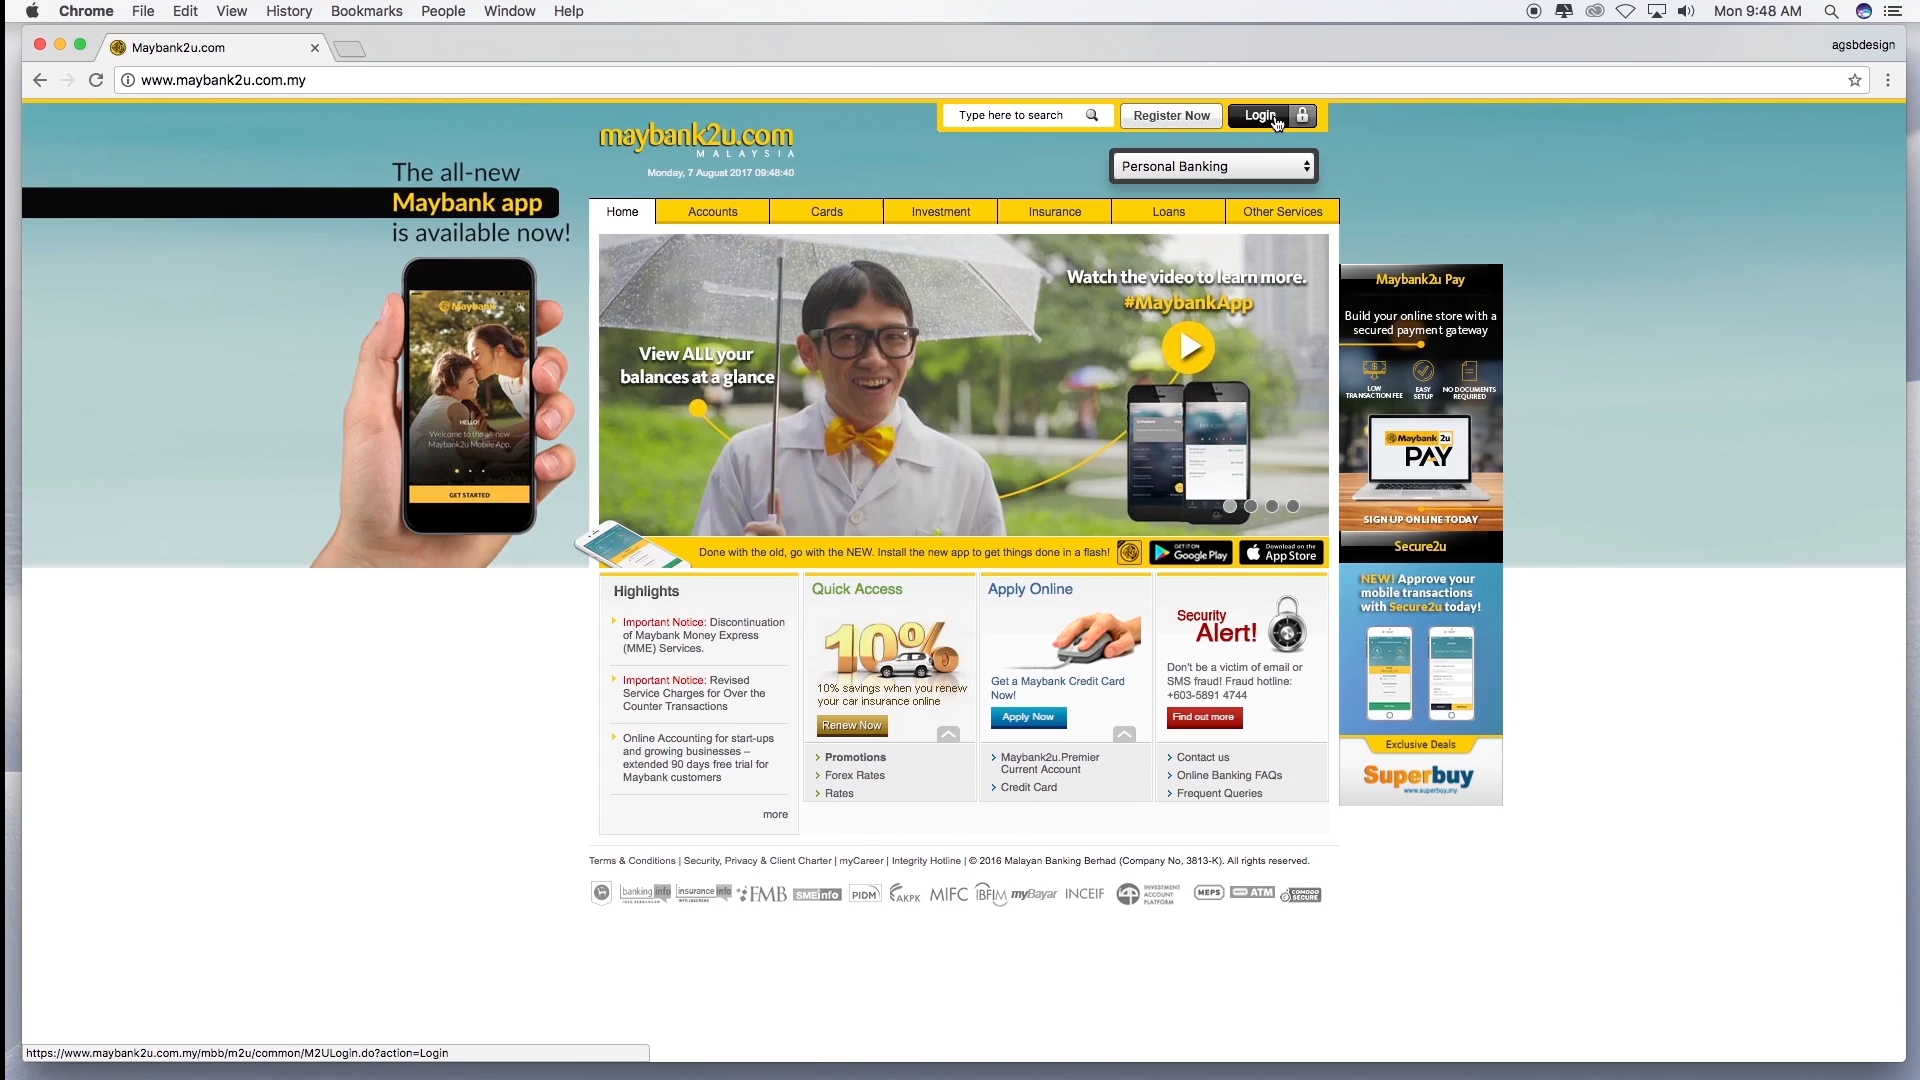 Chrome File Edit View History Bookmarks People Window Help
Mon 9:48 AM
Maybank2u.com
agsbdesign
www.maybank2u.com.my
Type here to search
Register Now
Login
maybank2u.com
MALAYSIA
Monday, 7 August 2017 09:48:40
Personal Banking
The all-new
Maybank app
is available now!
Home Accounts Cards Investment Insurance Loans Other Services
Maybank
HELLO!
Welcome to the all-new
Maybank2u Mobile App.
GET STARTED
View ALL your
balances at a glance
Watch the video to learn more.
#MaybankApp
Maybank2u Pay
Build your online store with a
secured payment gateway
LOW
TRANSACTION FEE
EASY
SETUP
NO DOCUMENTS
REQUIRED
Maybank 2u
PAY
SIGN UP ONLINE TODAY
Done with the old, go with the NEW. Install the new app to get things done in a flash!
GET IT ON
Google Play
Download on the
App Store
Secure2u
NEW! Approve your
mobile transactions
with Secure2u today!
Exclusive Deals
Superbuy
www.superbuy.my
Highlights
Important Notice: Discontinuation
of Maybank Money Express
(MME) Services.
Important Notice: Revised
Service Charges for Over the
Counter Transactions
Online Accounting for start-ups
and growing businesses –
extended 90 days free trial for
Maybank customers
more
Quick Access
10%
10% savings when you renew
your car insurance online
Renew Now
Promotions
Forex Rates
Rates
Apply Online
Get a Maybank Credit Card
Now!
Apply Now
Maybank2u.Premier
Current Account
Credit Card
Security
Alert!
Don't be a victim of email or
SMS fraud! Fraud hotline:
+603-5891 4744
Find out more
Contact us
Online Banking FAQs
Frequent Queries
Terms & Conditions | Security, Privacy & Client Charter | myCareer | Integrity Hotline | © 2016 Malayan Banking Berhad (Company No, 3813-K). All rights reserved.
banking info
insurance info
FMB
SMEinfo
PIDM
AKPK
MIFC
IBFIM
myBayar
INCEIF
INVESTMENT
ACCOUNT
PLATFORM
MEPS
ATM
COMODO
SECURE
https://www.maybank2u.com.my/mbb/m2u/common/M2ULogin.do?action=Login